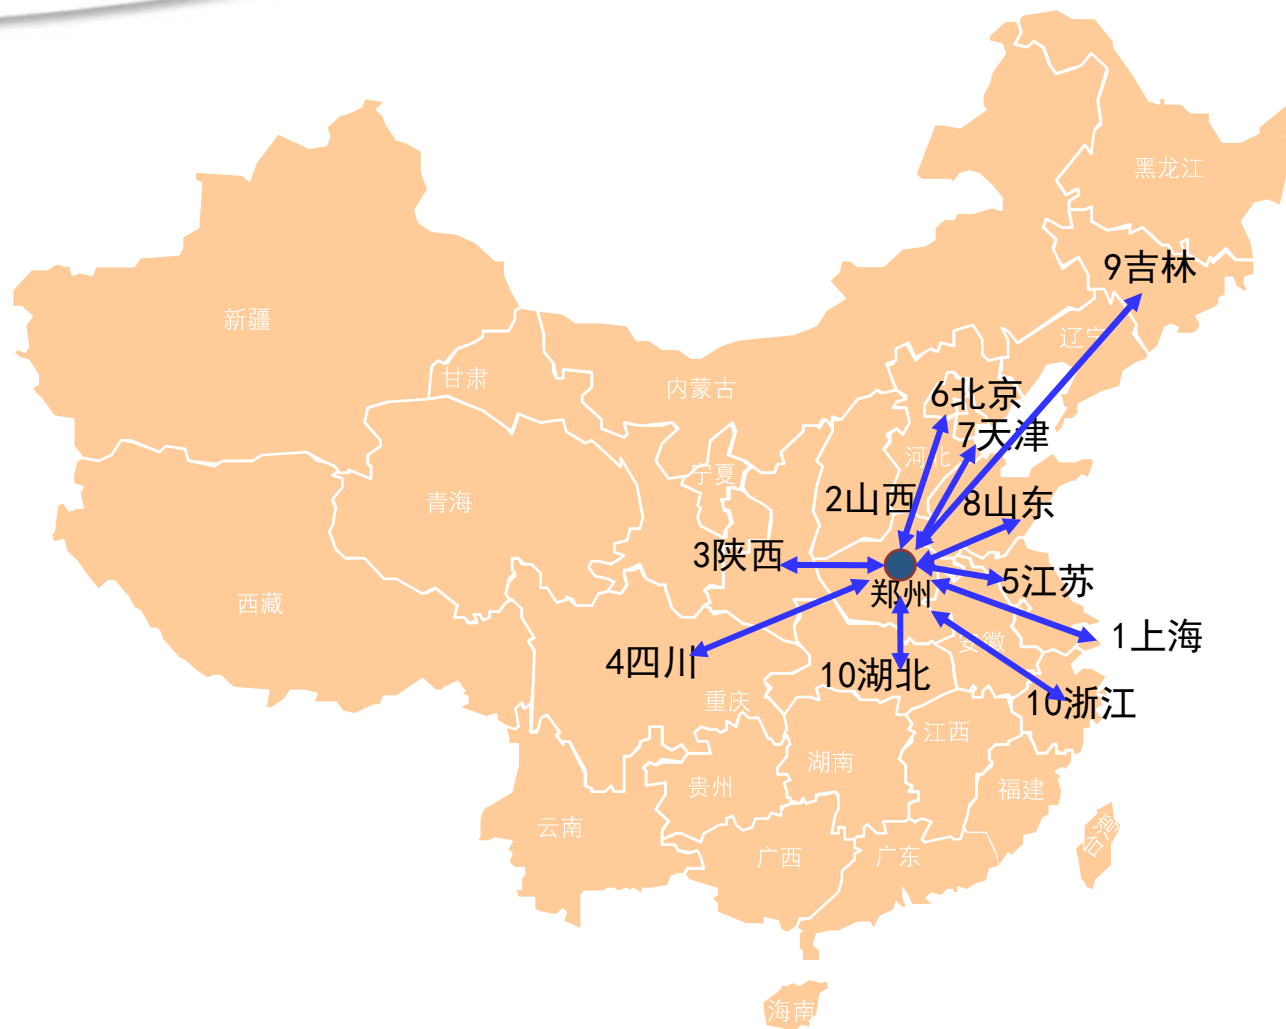 黑龙江
9吉林
新疆
辽宁
甘肃
内蒙古
6北京
7天津
河北
宁夏
2山西
8山东
青海
3陕西
5江苏
郑州
西藏
1上海
安徽
4四川
10湖北
重庆
10浙江
江西
湖南
贵州
福建
云南
台湾
广西
广东
海南